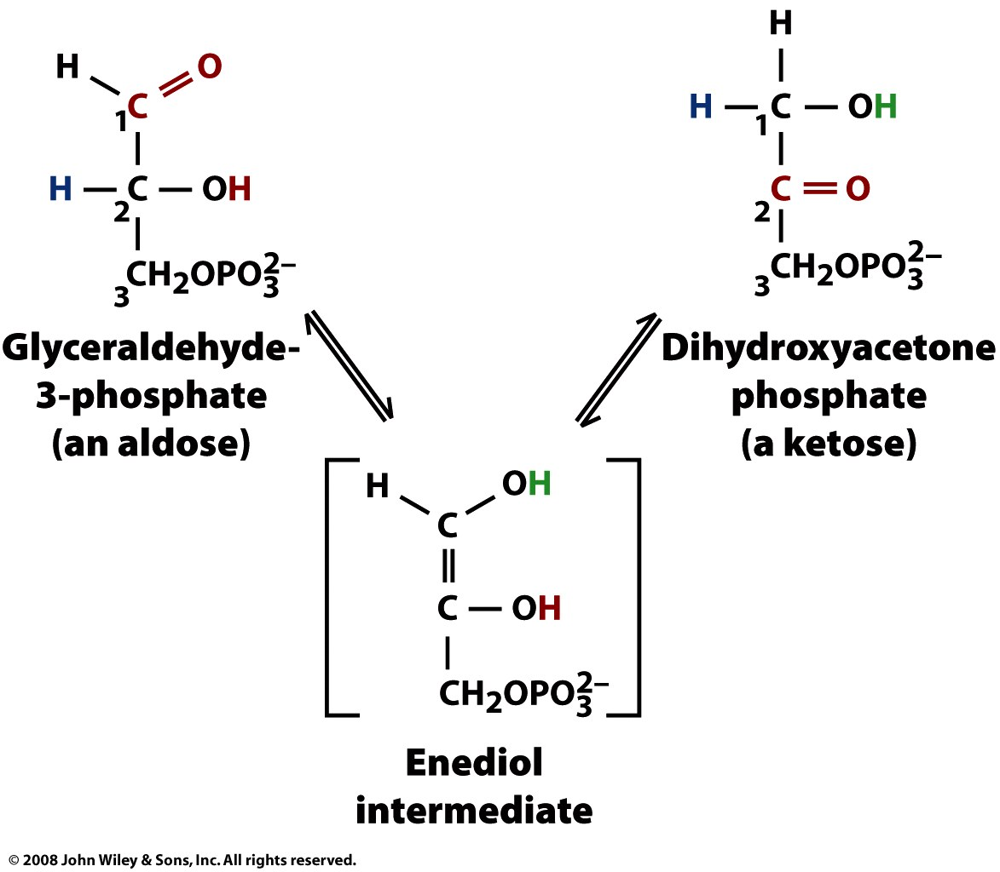 H O
1C
H — C — OH
2
3CH2OPO3 2−
Glyceraldehyde-
3-phosphate
(an aldose)
H
H — C — OH
1
C = O
2
3CH2OPO3 2−
Dihydroxyacetone
phosphate
(a ketose)
H OH
C
C — OH
CH2OPO3 2−
Enediol
intermediate
© 2008 John Wiley & Sons, Inc. All rights reserved.